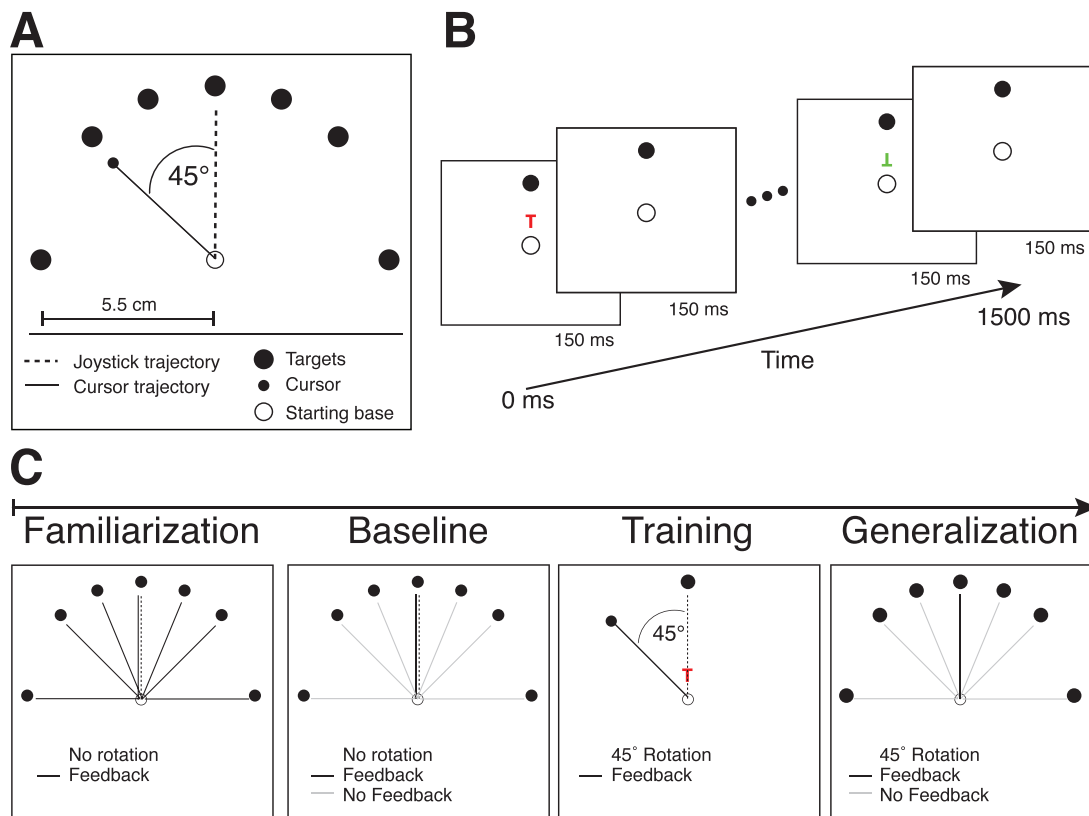 A
45°
5.5 cm
Joystick trajectory
Cursor trajectory
Targets
Cursor
Starting base
B
T
150 ms
150 ms
T
150 ms
150 ms
0 ms
Time
1500 ms
C
Familiarization
Baseline
Training
Generalization
No rotation
Feedback
No rotation
Feedback
No Feedback
45°
T
45° Rotation
Feedback
45° Rotation
Feedback
No Feedback